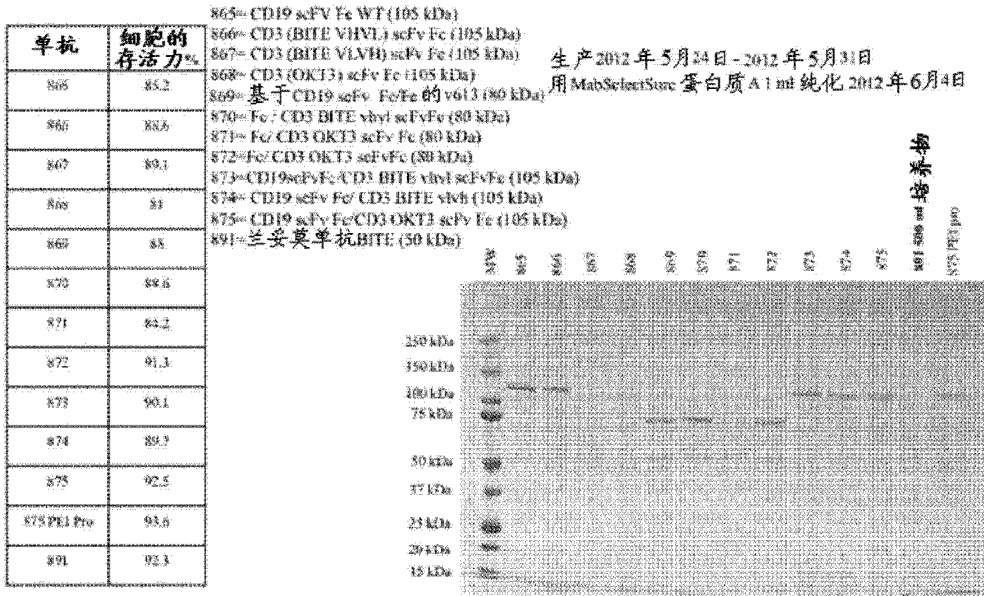 单抗 细胞的存活力%
865 85.2
866 88.6
867 89.1
868 81
869 88
870 88.6
871 84.2
872 91.3
873 90.1
874 89.7
875 92.5
875 PEI Pro 93.6
891 92.3
865= CD19 scFV Fc WT (105 kDa)
866= CD3 (BITE VHVL) scFv Fc (105 kDa)
867= CD3 (BITE VLVH) scFv Fc (105 kDa)
868= CD3 (OKT3) scFv Fc (105 kDa)
869= 基于CD19 scFv Fc/Fc 的 v613 (80 kDa)
870= Fc / CD3 BITE vhvl scFvFc (80 kDa)
871= Fc/ CD3 OKT3 scFv Fc (80 kDa)
872=Fc/ CD3 OKT3 scFvFc (80 kDa)
873=CD19scFvFc/CD3 BITE vhvl scFvFc (105 kDa)
874= CD19 scFv Fc/ CD3 BITE vlvh (105 kDa)
875= CD19 scFv Fc/CD3 OKT3 scFv Fc (105 kDa)
891=兰妥莫单抗BITE (50 kDa)
生产2012年5月24日-2012年5月31日
用MabSelectSure 蛋白质A 1 ml 纯化 2012年6月4日
MW
865
866
867
868
869
870
871
872
873
874
875
891 500 ml 培养物
875 PEI pro
250 kDa
150 kDa
100 kDa
75 kDa
50 kDa
37 kDa
25 kDa
20 kDa
15 kDa